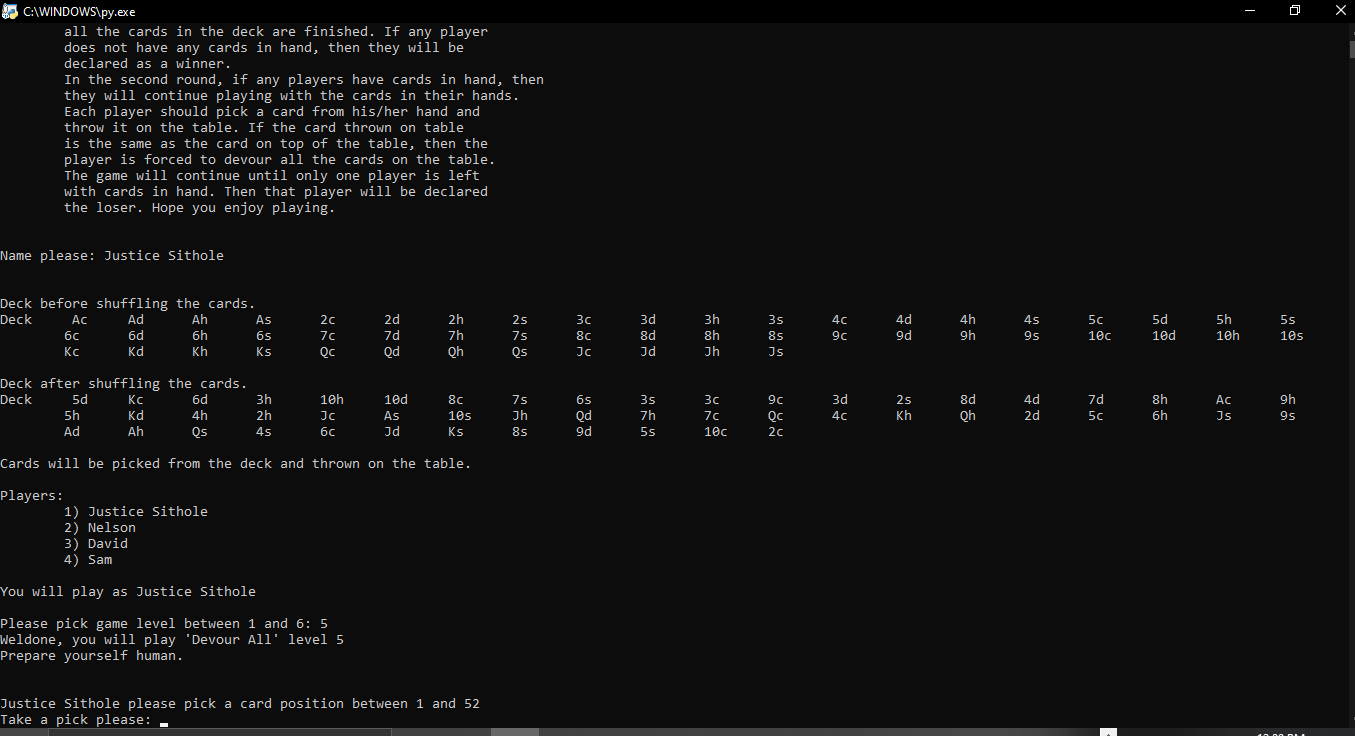 C:\WINDOWS\py.exe
all the cards in the deck are finished. If any player
does not have any cards in hand, then they will be
declared as a winner.
In the second round, if any players have cards in hand, then
they will continue playing with the cards in their hands.
Each player should pick a card from his/her hand and
throw it on the table. If the card thrown on table
is the same as the card on top of the table, then the
player is forced to devour all the cards on the table.
The game will continue until only one player is left
with cards in hand. Then that player will be declared
the loser. Hope you enjoy playing.
Name please: Justice Sithole
Deck before shuffling the cards.
Deck Ac Ad Ah As 2c 2d 2h 2s 3c 3d 3h 3s 4c 4d 4h 4s 5c 5d 5h 5s
6c 6d 6h 6s 7c 7d 7h 7s 8c 8d 8h 8s 9c 9d 9h 9s 10c 10d 10h 10s
Kc Kd Kh Ks Qc Qd Qh Qs Jc Jd Jh Js
Deck after shuffling the cards.
Deck 5d Kc 6d 3h 10h 10d 8c 7s 6s 3s 3c 9c 3d 2s 8d 4d 7d 8h Ac 9h
5h Kd 4h 2h Jc As 10s Jh Qd 7h 7c Qc 4c Kh Qh 2d 5c 6h Js 9s
Ad Ah Qs 4s 6c Jd Ks 8s 9d 5s 10c 2c
Cards will be picked from the deck and thrown on the table.
Players:
1) Justice Sithole
2) Nelson
3) David
4) Sam
You will play as Justice Sithole
Please pick game level between 1 and 6: 5
Weldone, you will play 'Devour All' level 5
Prepare yourself human.
Justice Sithole please pick a card position between 1 and 52
Take a pick please: